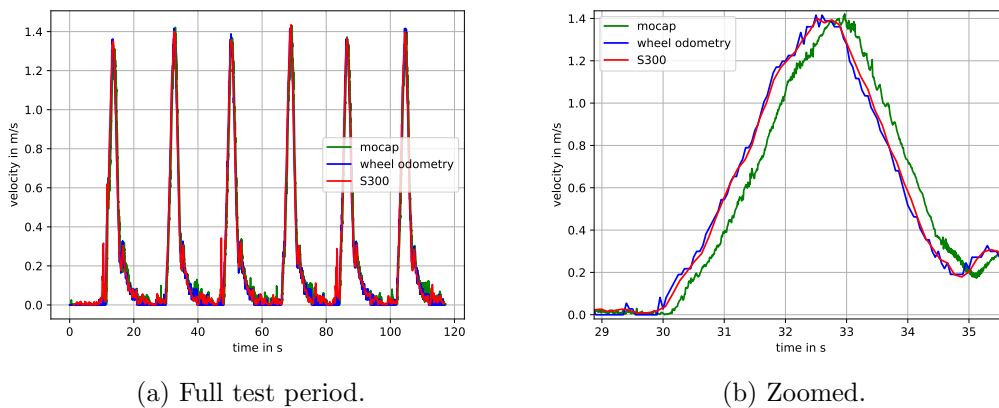 velocity in m/s
1.4
1.2
1.0
0.8
0.6
0.4
0.2
0.0
mocap
wheel odometry
S300
0 20 40 60 80 100 120
time in s
(a) Full test period.
velocity in m/s
1.4
1.2
1.0
0.8
0.6
0.4
0.2
0.0
mocap
wheel odometry
S300
29 30 31 32 33 34 35
time in s
(b) Zoomed.